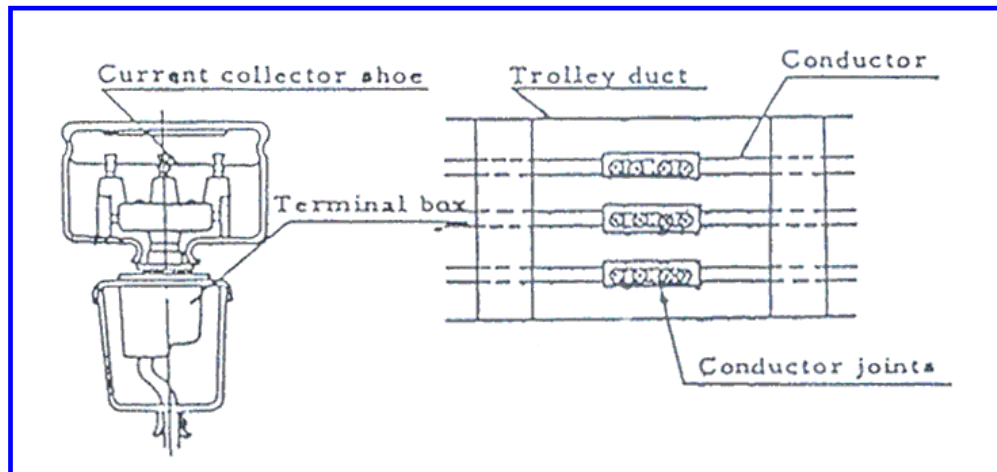 Current collector shoe
Trolley duct
Conductor
Terminal box
Conductor joints